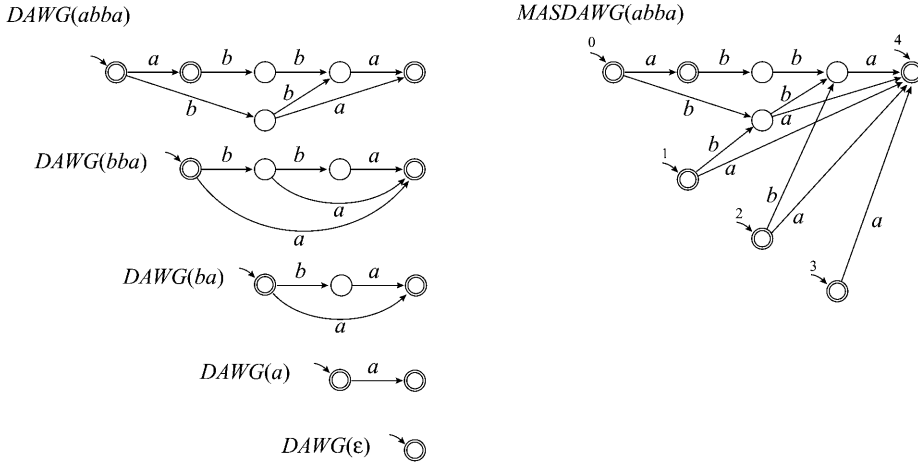 DAWG(abba)
a b b a
b b a
DAWG(bba)
b b a
a
a
DAWG(ba)
b a
a
DAWG(a)
a
DAWG(ε)
MASDAWG(abba)
0 4
a b b a
b b a
1 b a
2 b a a
3